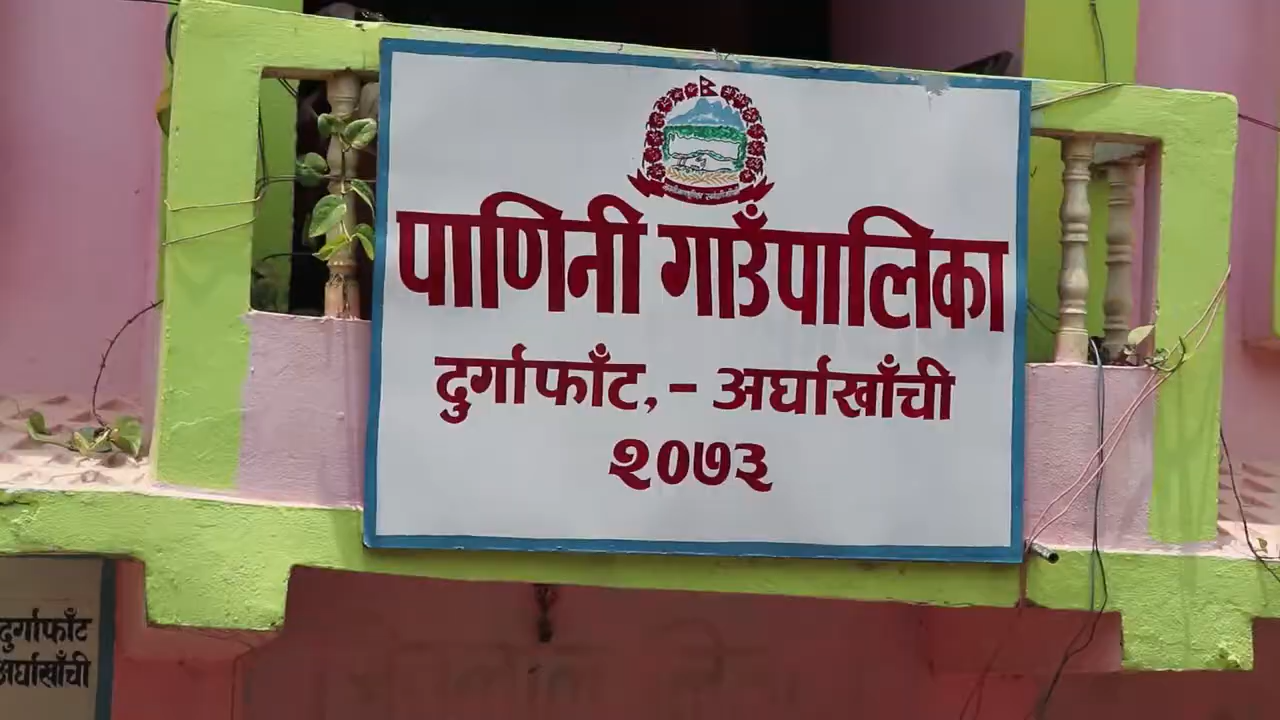 पाणिनी गाउँपालिका
दुर्गाफाँट, - अर्घाखाँची
२०७३
दुर्गाफाँट
अर्घाखाँची